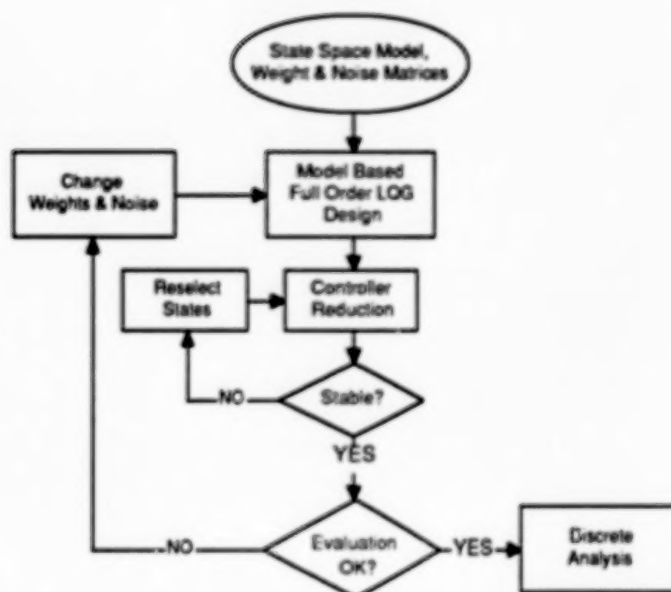 State Space Model,
Weight & Noise Matrices
Change
Weights & Noise
Model Based
Full Order LQG
Design
Reselect
States
Controller
Reduction
NO
Stable?
YES
NO
Evaluation
OK?
YES
Discrete
Analysis